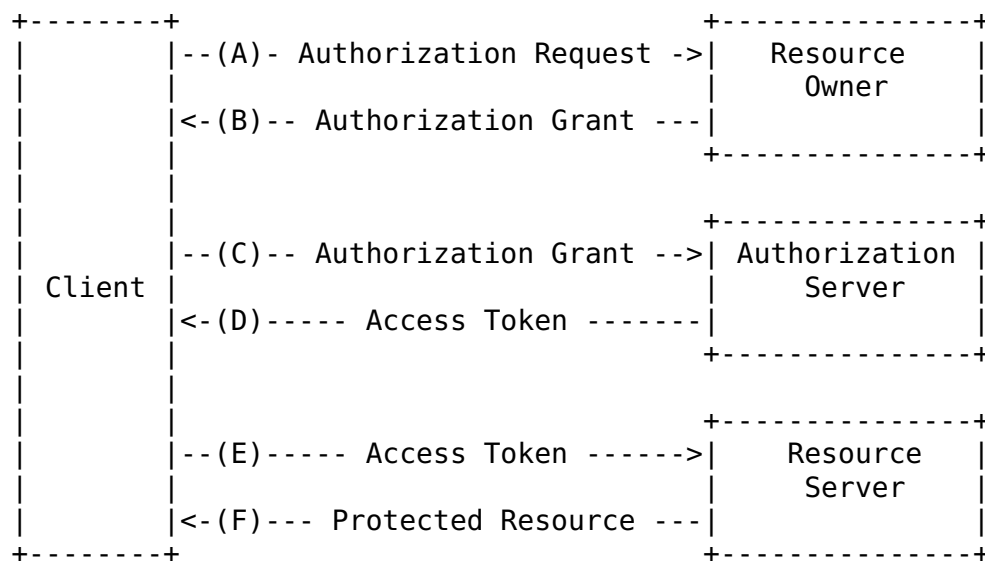 +--------+                               +---------------+
|        |--(A)- Authorization Request ->|   Resource    |
|        |                               |     Owner     |
|        |<-(B)-- Authorization Grant ---|               |
|        |                               +---------------+
|        |
|        |                               +---------------+
|        |--(C)-- Authorization Grant -->| Authorization |
| Client |                               |     Server    |
|        |<-(D)----- Access Token -------|               |
|        |                               +---------------+
|        |
|        |                               +---------------+
|        |--(E)----- Access Token ------>|    Resource   |
|        |                               |     Server    |
|        |<-(F)--- Protected Resource ---|               |
+--------+                               +---------------+